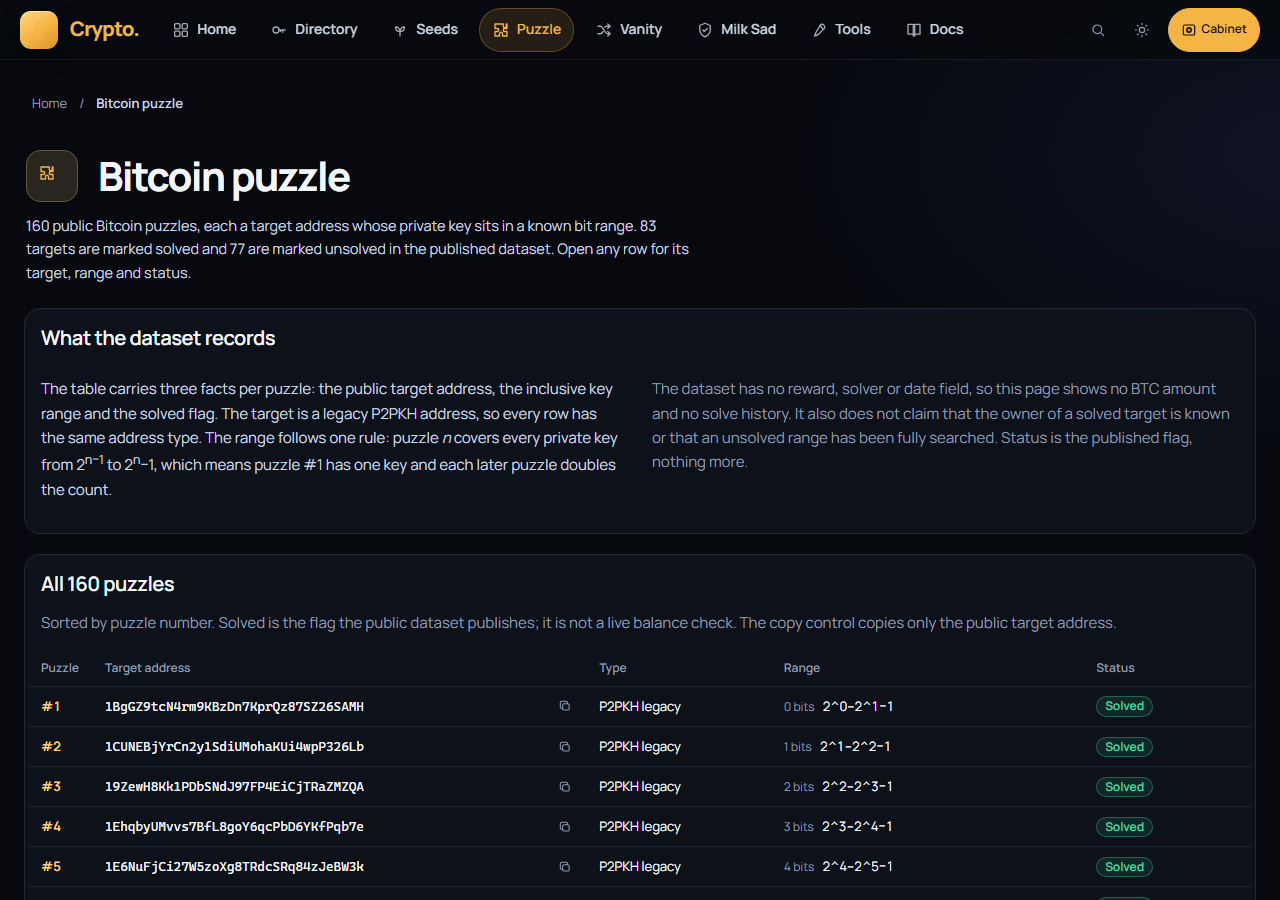 Crypto.
Home
Directory
Seeds
Puzzle
Vanity
Milk Sad
Tools
Docs
Cabinet
Home / Bitcoin puzzle
Bitcoin puzzle
160 public Bitcoin puzzles, each a target address whose private key sits in a known bit range. 83
targets are marked solved and 77 are marked unsolved in the published dataset. Open any row for its
target, range and status.
What the dataset records
The table carries three facts per puzzle: the public target address, the inclusive key
range and the solved flag. The target is a legacy P2PKH address, so every row has
the same address type. The range follows one rule: puzzle n covers every private key
from 2ⁿ⁻¹ to 2ⁿ−1, which means puzzle #1 has one key and each later puzzle doubles
the count.
The dataset has no reward, solver or date field, so this page shows no BTC amount
and no solve history. It also does not claim that the owner of a solved target is known
or that an unsolved range has been fully searched. Status is the published flag,
nothing more.
All 160 puzzles
Sorted by puzzle number. Solved is the flag the public dataset publishes; it is not a live balance check. The copy control copies only the public target address.
Puzzle Target address Type Range Status
#1 1BgGZ9tcN4rm9KBzDn7KprQz87SZ26SAMH P2PKH legacy 0 bits 2^0–2^1−1 Solved
#2 1CUNEBjYrCn2y1SdiUMohaKUi4wpP326Lb P2PKH legacy 1 bits 2^1–2^2−1 Solved
#3 19ZewH8Kk1PDbSNdJ97FP4EiCjTRaZMZQA P2PKH legacy 2 bits 2^2–2^3−1 Solved
#4 1EhqbyUMvvs7BfL8goY6qcPbD6YKfPqb7e P2PKH legacy 3 bits 2^3–2^4−1 Solved
#5 1E6NuFjCi27W5zoXg8TRdcSRq84zJeBW3k P2PKH legacy 4 bits 2^4–2^5−1 Solved